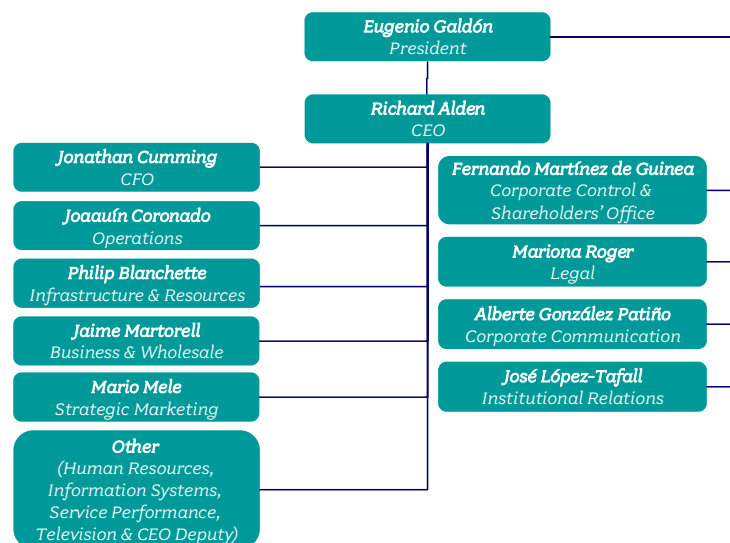 Eugenio Galdón
President
Richard Alden
CEO
Jonathan Cumming
CFO
Joaauín Coronado
Operations
Philip Blanchette
Infrastructure & Resources
Jaime Martorell
Business & Wholesale
Mario Mele
Strategic Marketing
Other
(Human Resources,
Information Systems,
Service Performance,
Television & CEO Deputy)
Fernando Martínez de Guinea
Corporate Control &
Shareholders’ Office
Mariona Roger
Legal
Alberte González Patiño
Corporate Communication
José López-Tafall
Institutional Relations